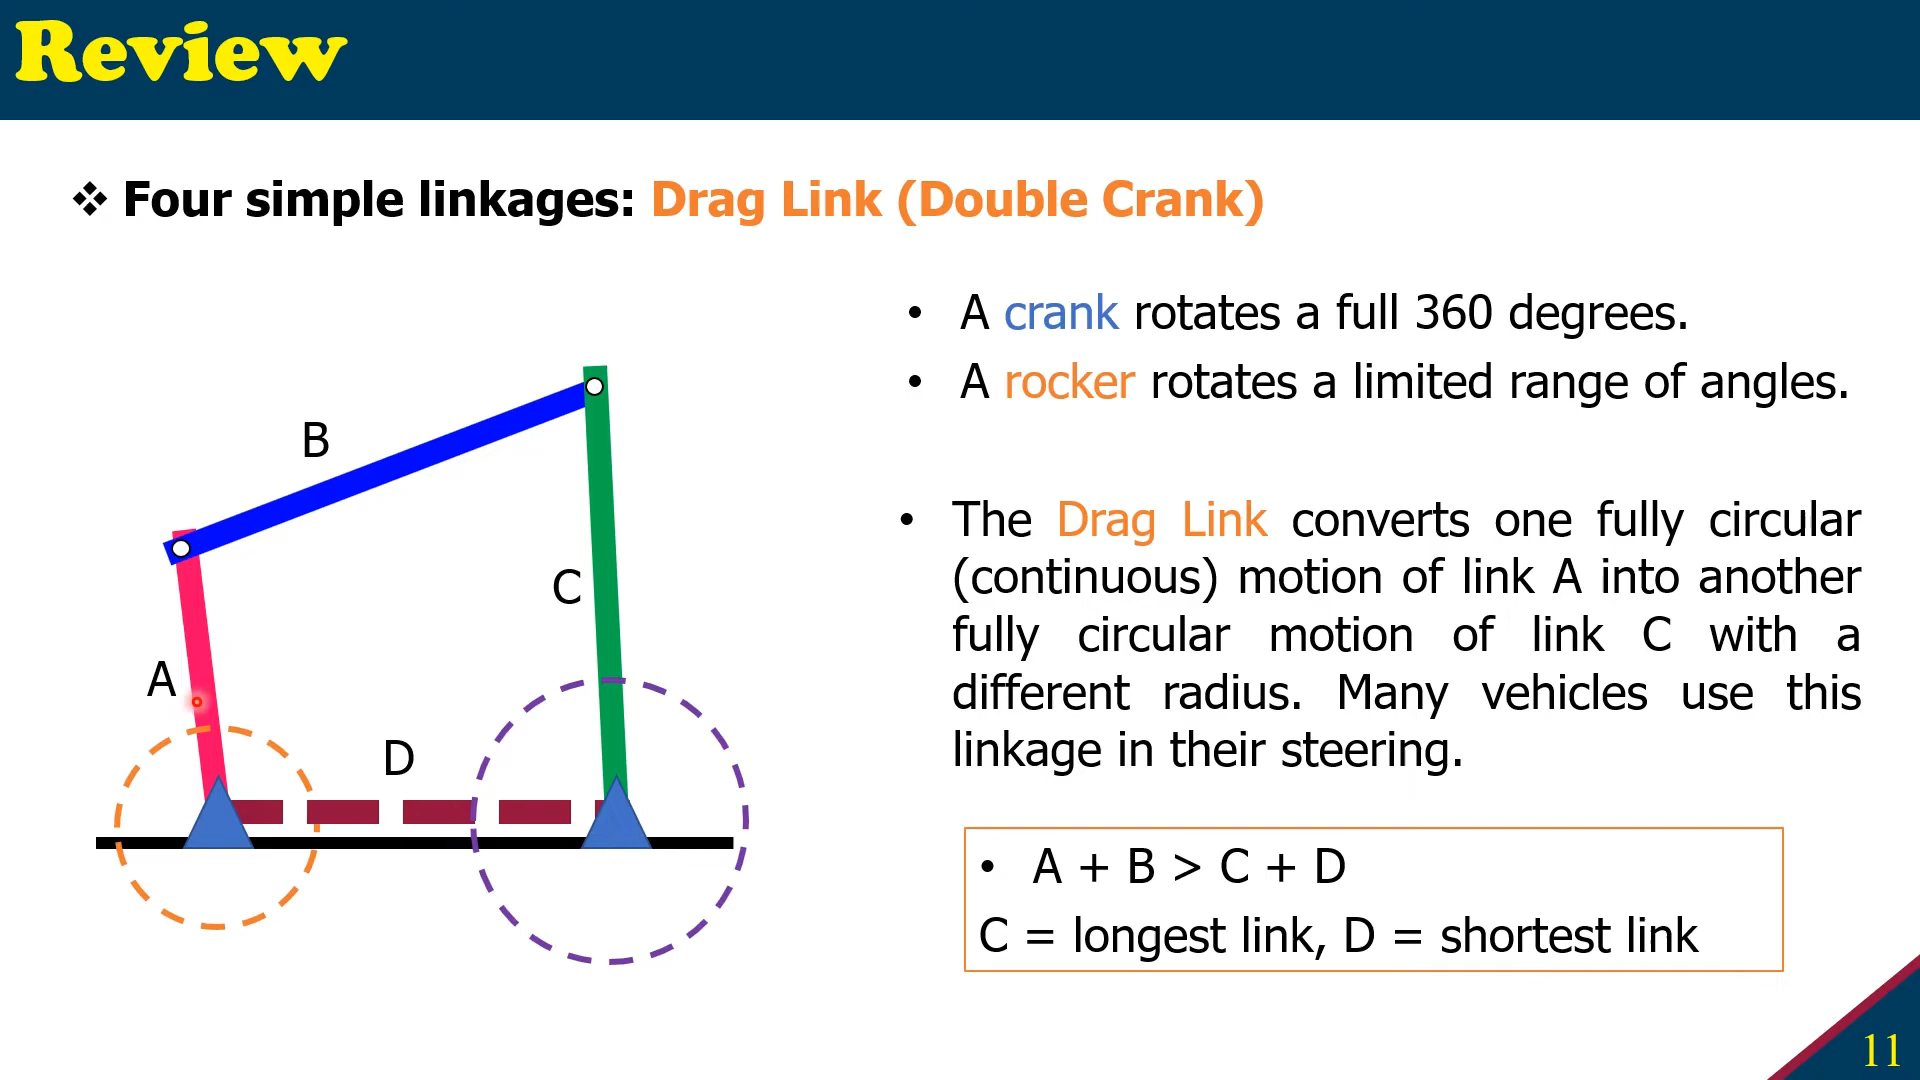 Review
❖ Four simple linkages: Drag Link (Double Crank)
• A crank rotates a full 360 degrees.
• A rocker rotates a limited range of angles.
B
• The Drag Link converts one fully circular
(continuous) motion of link A into another
fully circular motion of link C with a
different radius. Many vehicles use this
linkage in their steering.
C
A
D
• A + B > C + D
C = longest link, D = shortest link
11